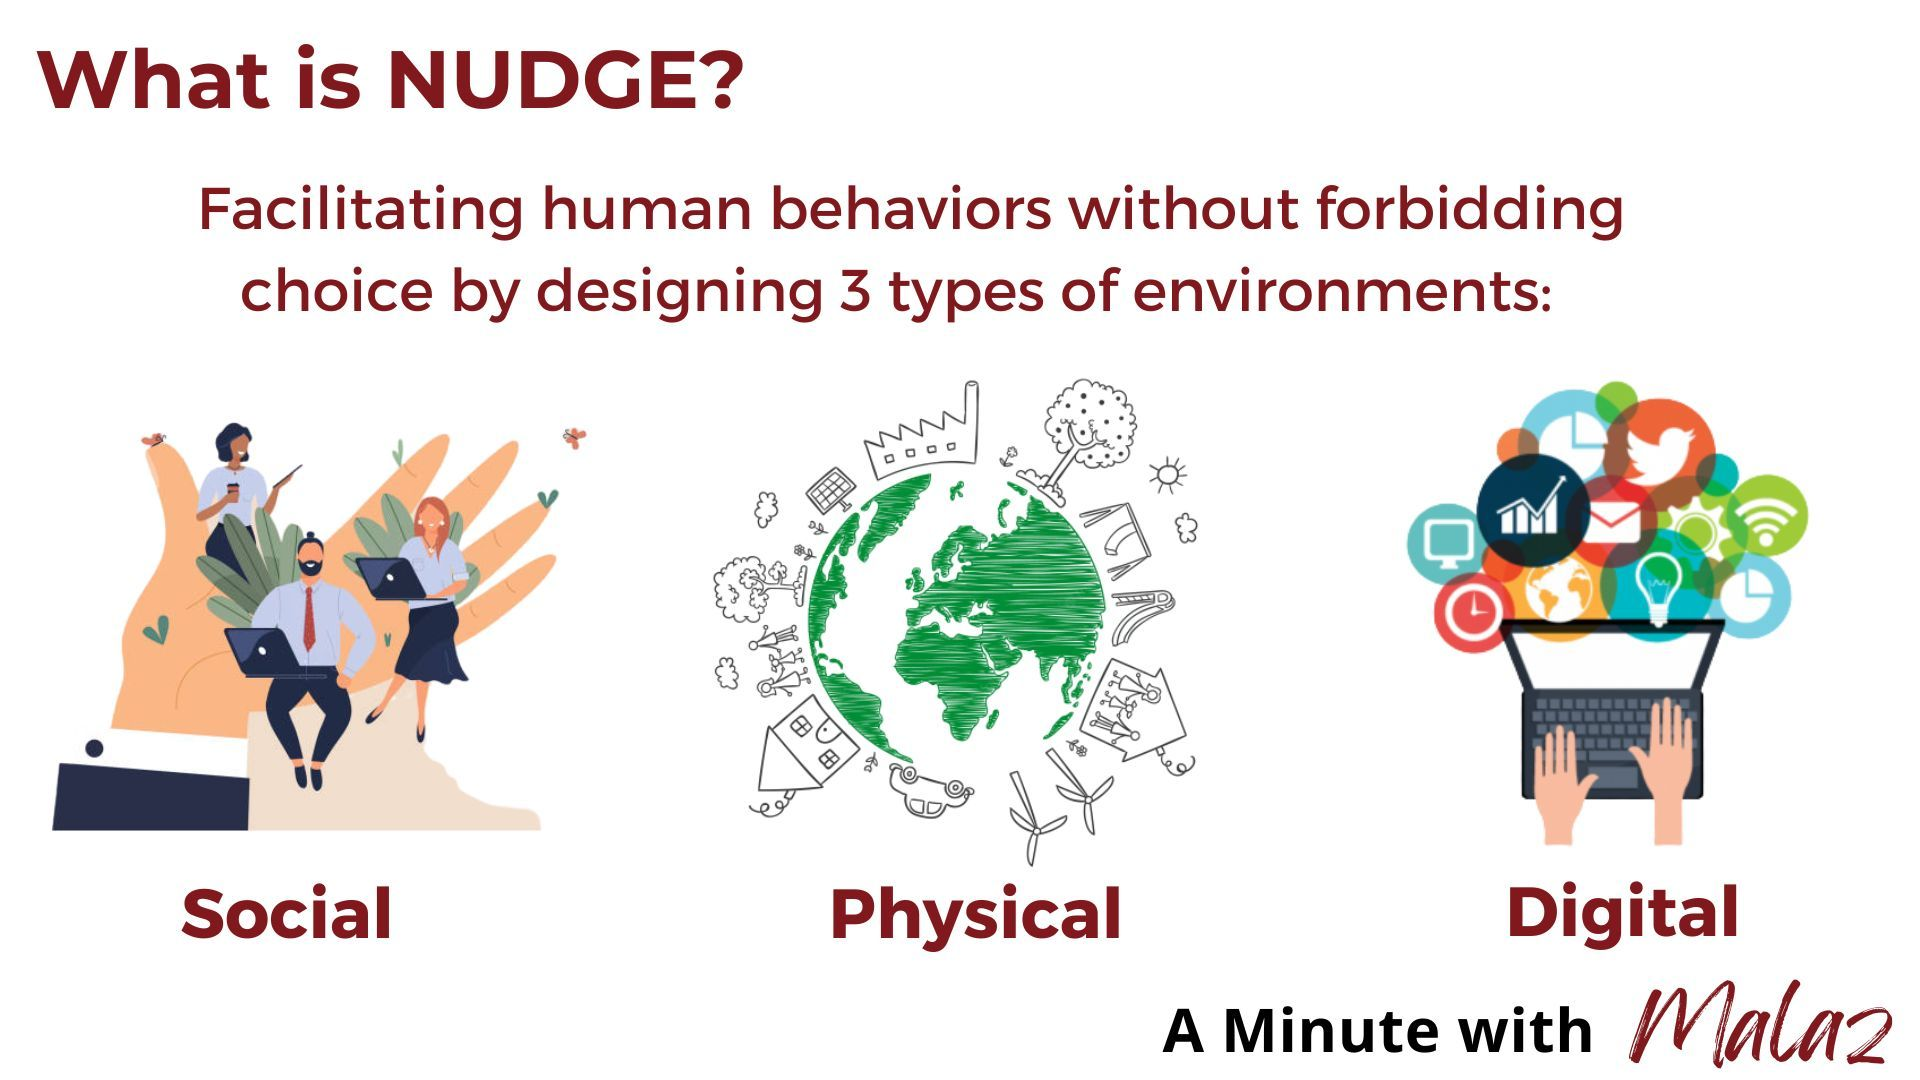 What is NUDGE?
Facilitating human behaviors without forbidding
choice by designing 3 types of environments:
Social
Physical
Digital
A Minute with Mala2